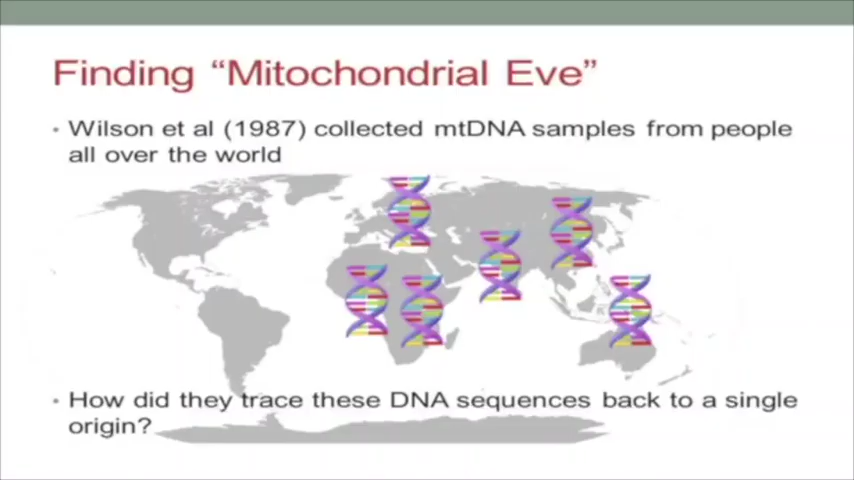 Finding “Mitochondrial Eve”
• Wilson et al (1987) collected mtDNA samples from people
all over the world
• How did they trace these DNA sequences back to a single
origin?